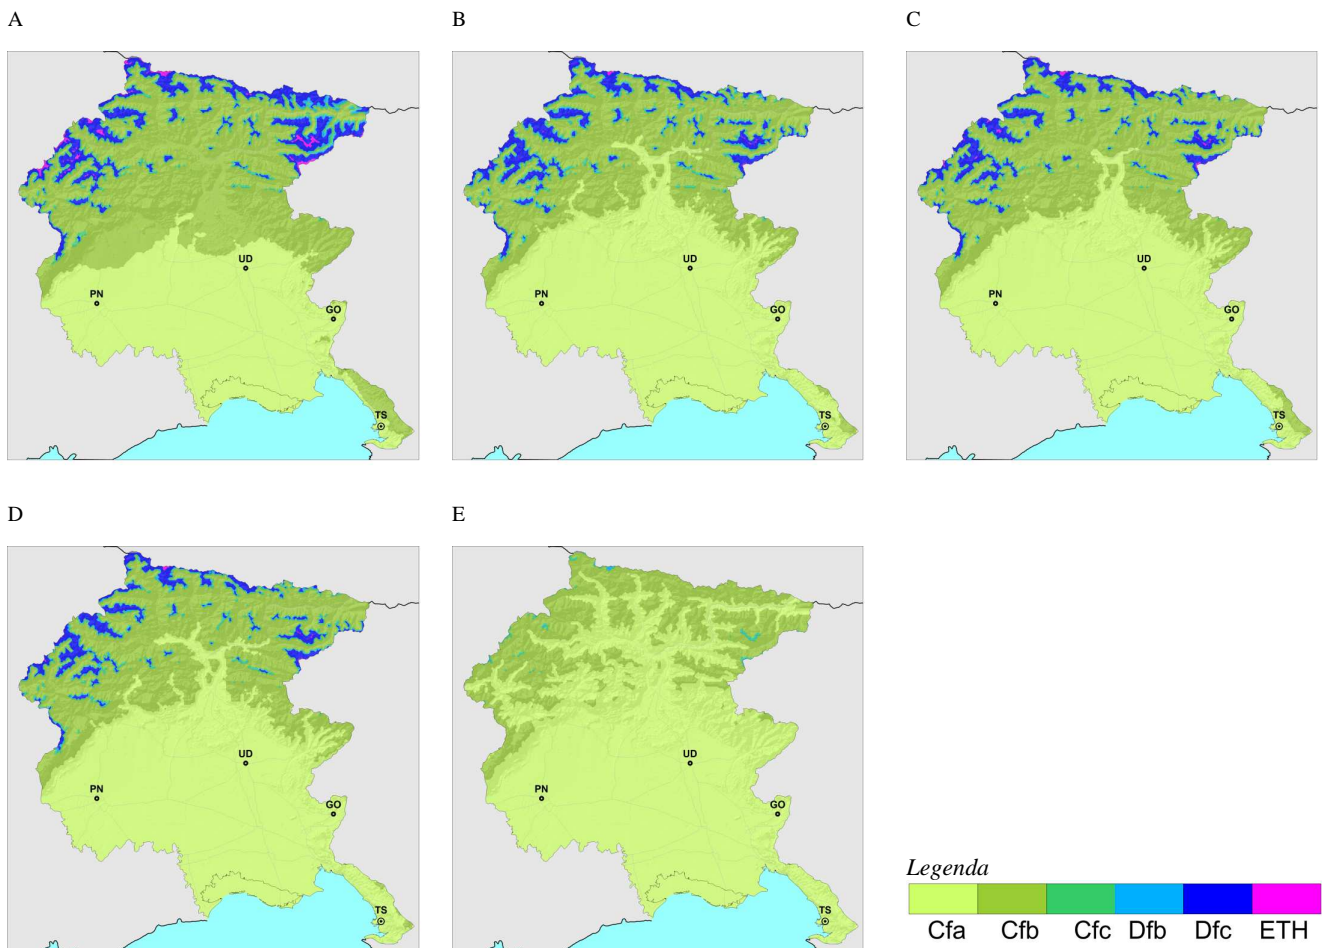 A B C
UD
PN
GO
TS
UD
PN
GO
TS
UD
PN
GO
TS
D E
UD
PN
GO
TS
UD
PN
GO
TS
Legenda
Cfa Cfb Cfc Dfb Dfc ETH